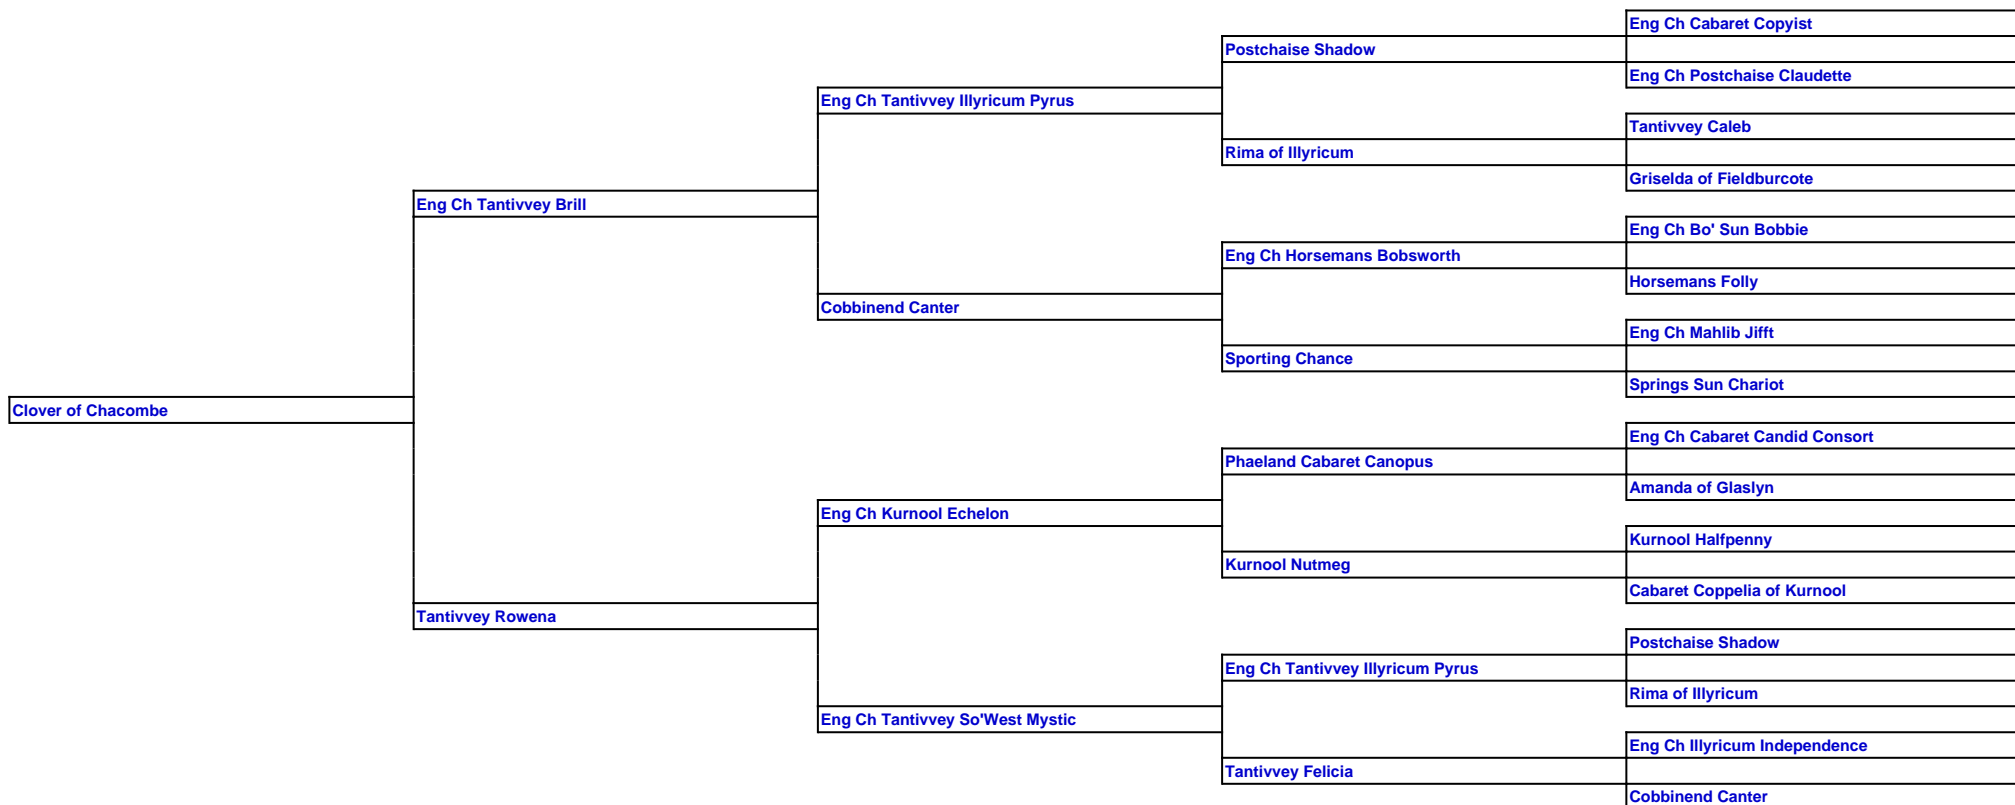 Eng Ch Cabaret Copyist
Postchaise Shadow
Eng Ch Postchaise Claudette
Eng Ch Tantivvey Illyricum Pyrus
Tantivvey Caleb
Rima of Illyricum
Griselda of Fieldburcote
Eng Ch Tantivvey Brill
Eng Ch Bo' Sun Bobbie
Eng Ch Horsemans Bobsworth
Horsemans Folly
Cobbinend Canter
Eng Ch Mahlib Jifft
Sporting Chance
Springs Sun Chariot
Clover of Chacombe
Eng Ch Cabaret Candid Consort
Phaeland Cabaret Canopus
Amanda of Glaslyn
Eng Ch Kurnool Echelon
Kurnool Halfpenny
Kurnool Nutmeg
Cabaret Coppelia of Kurnool
Tantivvey Rowena
Postchaise Shadow
Eng Ch Tantivvey Illyricum Pyrus
Rima of Illyricum
Eng Ch Tantivvey So'West Mystic
Eng Ch Illyricum Independence
Tantivvey Felicia
Cobbinend Canter